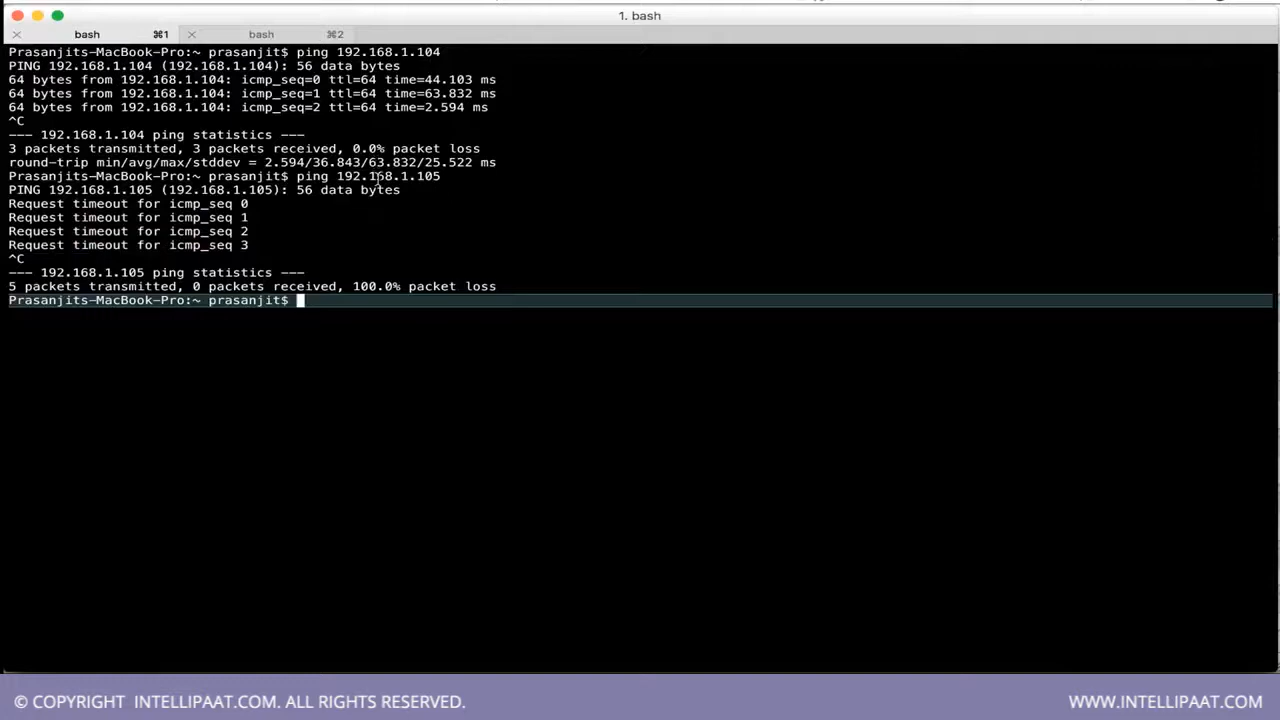 1. bash
bash ⌘1 bash ⌘2
Prasanjits-MacBook-Pro:~ prasanjit$ ping 192.168.1.104
PING 192.168.1.104 (192.168.1.104): 56 data bytes
64 bytes from 192.168.1.104: icmp_seq=0 ttl=64 time=44.103 ms
64 bytes from 192.168.1.104: icmp_seq=1 ttl=64 time=63.832 ms
64 bytes from 192.168.1.104: icmp_seq=2 ttl=64 time=2.594 ms
^C
--- 192.168.1.104 ping statistics ---
3 packets transmitted, 3 packets received, 0.0% packet loss
round-trip min/avg/max/stddev = 2.594/36.843/63.832/25.522 ms
Prasanjits-MacBook-Pro:~ prasanjit$ ping 192.168.1.105
PING 192.168.1.105 (192.168.1.105): 56 data bytes
Request timeout for icmp_seq 0
Request timeout for icmp_seq 1
Request timeout for icmp_seq 2
Request timeout for icmp_seq 3
^C
--- 192.168.1.105 ping statistics ---
5 packets transmitted, 0 packets received, 100.0% packet loss
Prasanjits-MacBook-Pro:~ prasanjit$
© COPYRIGHT INTELLIPAAT.COM. ALL RIGHTS RESERVED. WWW.INTELLIPAAT.COM